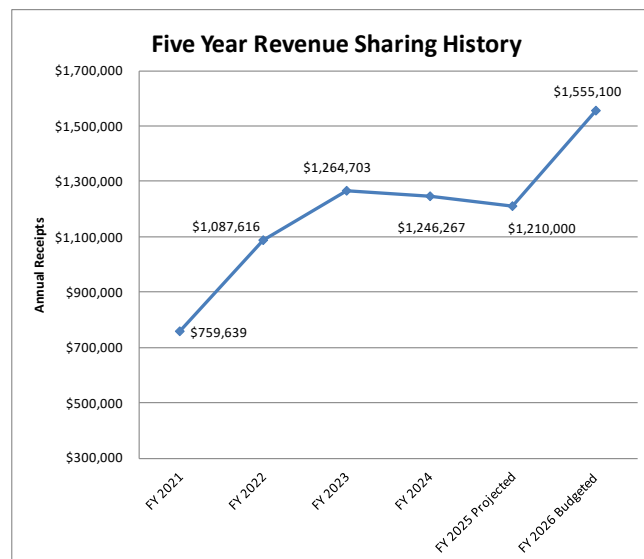 Five Year Revenue Sharing History
$1,700,000
$1,500,000
$1,300,000
$1,100,000
$900,000
$700,000
$500,000
$300,000
Annual Receipts
$759,639
$1,087,616
$1,264,703
$1,246,267
$1,210,000
$1,555,100
FY 2021
FY 2022
FY 2023
FY 2024
FY 2025 Projected
FY 2026 Budgeted